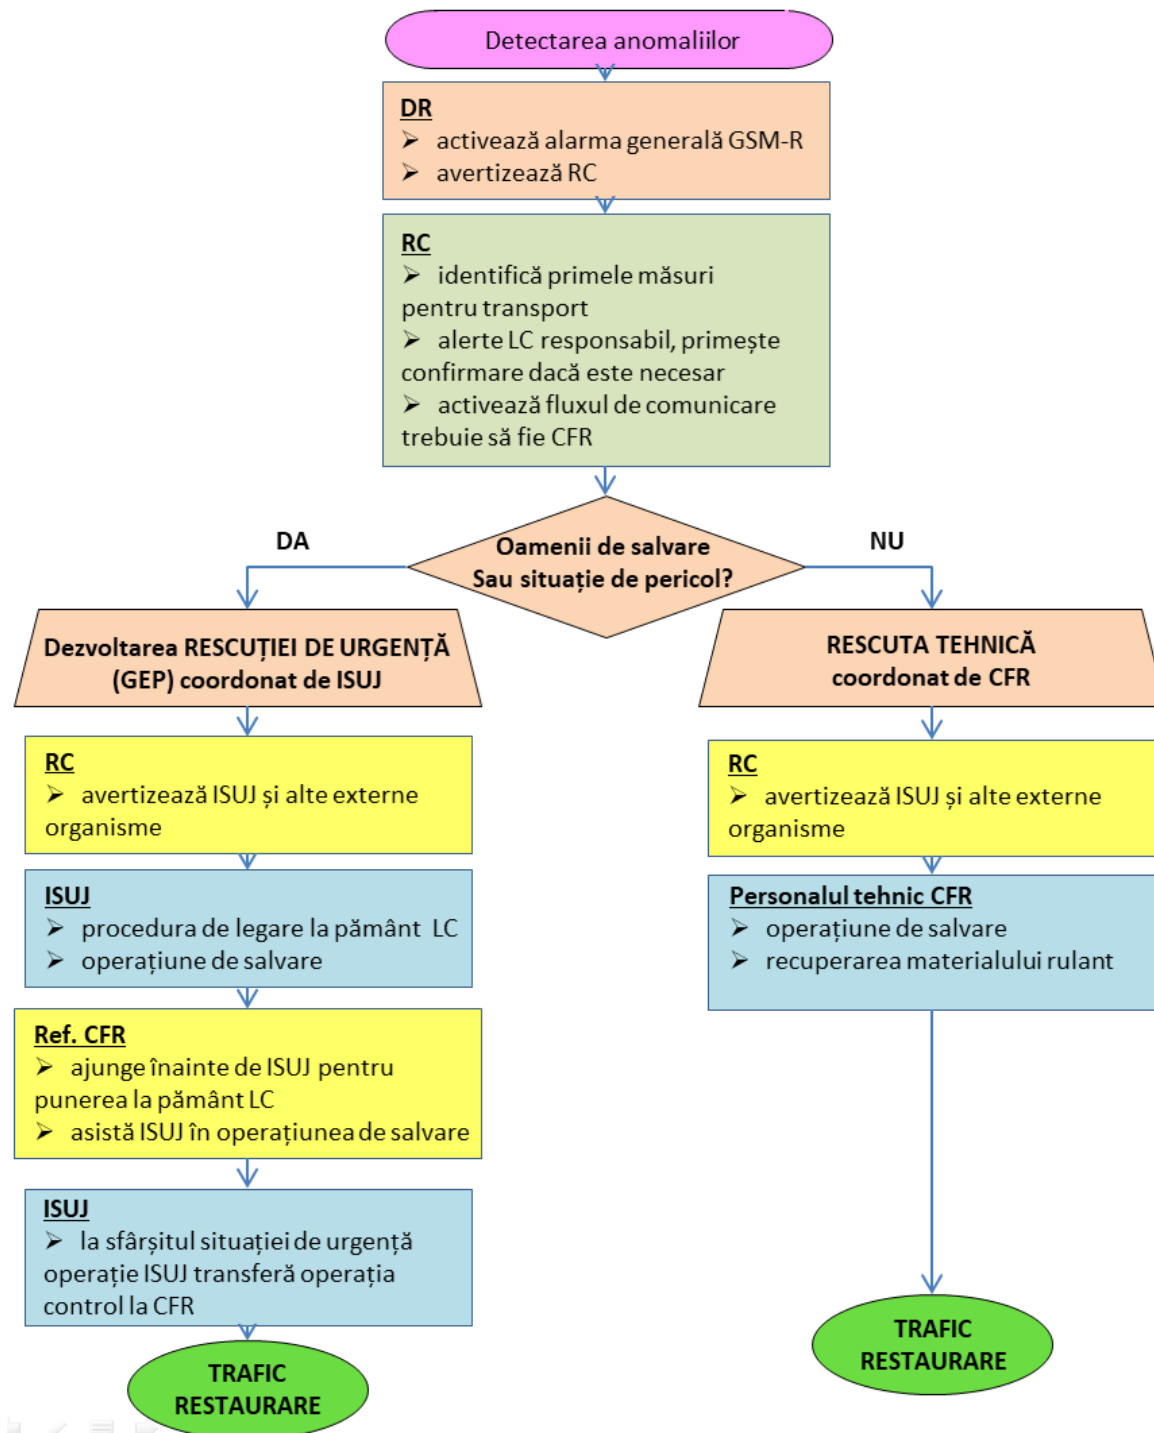 Detectarea anomaliilor
DR
➢ activează alarma generală GSM-R
➢ avertizează RC
RC
➢ identifică primele măsuri
pentru transport
➢ alerte LC responsabil, primește
confirmare dacă este necesar
➢ activează fluxul de comunicare
trebuie să fie CFR
Oamenii de salvare
Sau situație de pericol?
DA
NU
Dezvoltarea RESCUȚIEI DE URGENȚĂ
(GEP) coordonat de ISUJ
RC
➢ avertizează ISUJ și alte externe
organisme
ISUJ
➢ procedura de legare la pământ LC
➢ operațiune de salvare
Ref. CFR
➢ ajunge înainte de ISUJ pentru
punerea la pământ LC
➢ asistă ISUJ în operațiunea de salvare
ISUJ
➢ la sfârșitul situației de urgență
operație ISUJ transferă operația
control la CFR
TRAFIC
RESTAURARE
RESCUTA TEHNICĂ
coordonat de CFR
RC
➢ avertizează ISUJ și alte externe
organisme
Personalul tehnic CFR
➢ operațiune de salvare
➢ recuperarea materialului rulant
TRAFIC
RESTAURARE